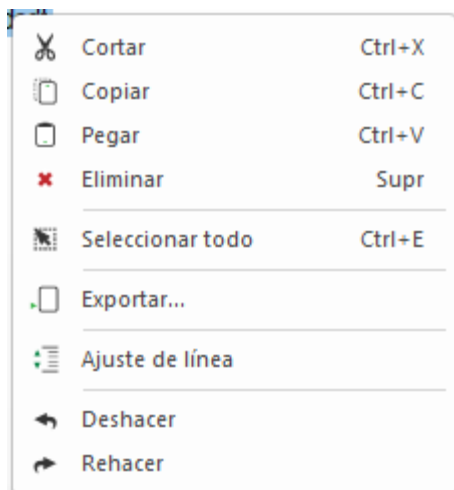 Cortar Ctrl+X
Copiar Ctrl+C
Pegar Ctrl+V
Eliminar Supr
Seleccionar todo Ctrl+E
Exportar...
Ajuste de línea
Deshacer
Rehacer